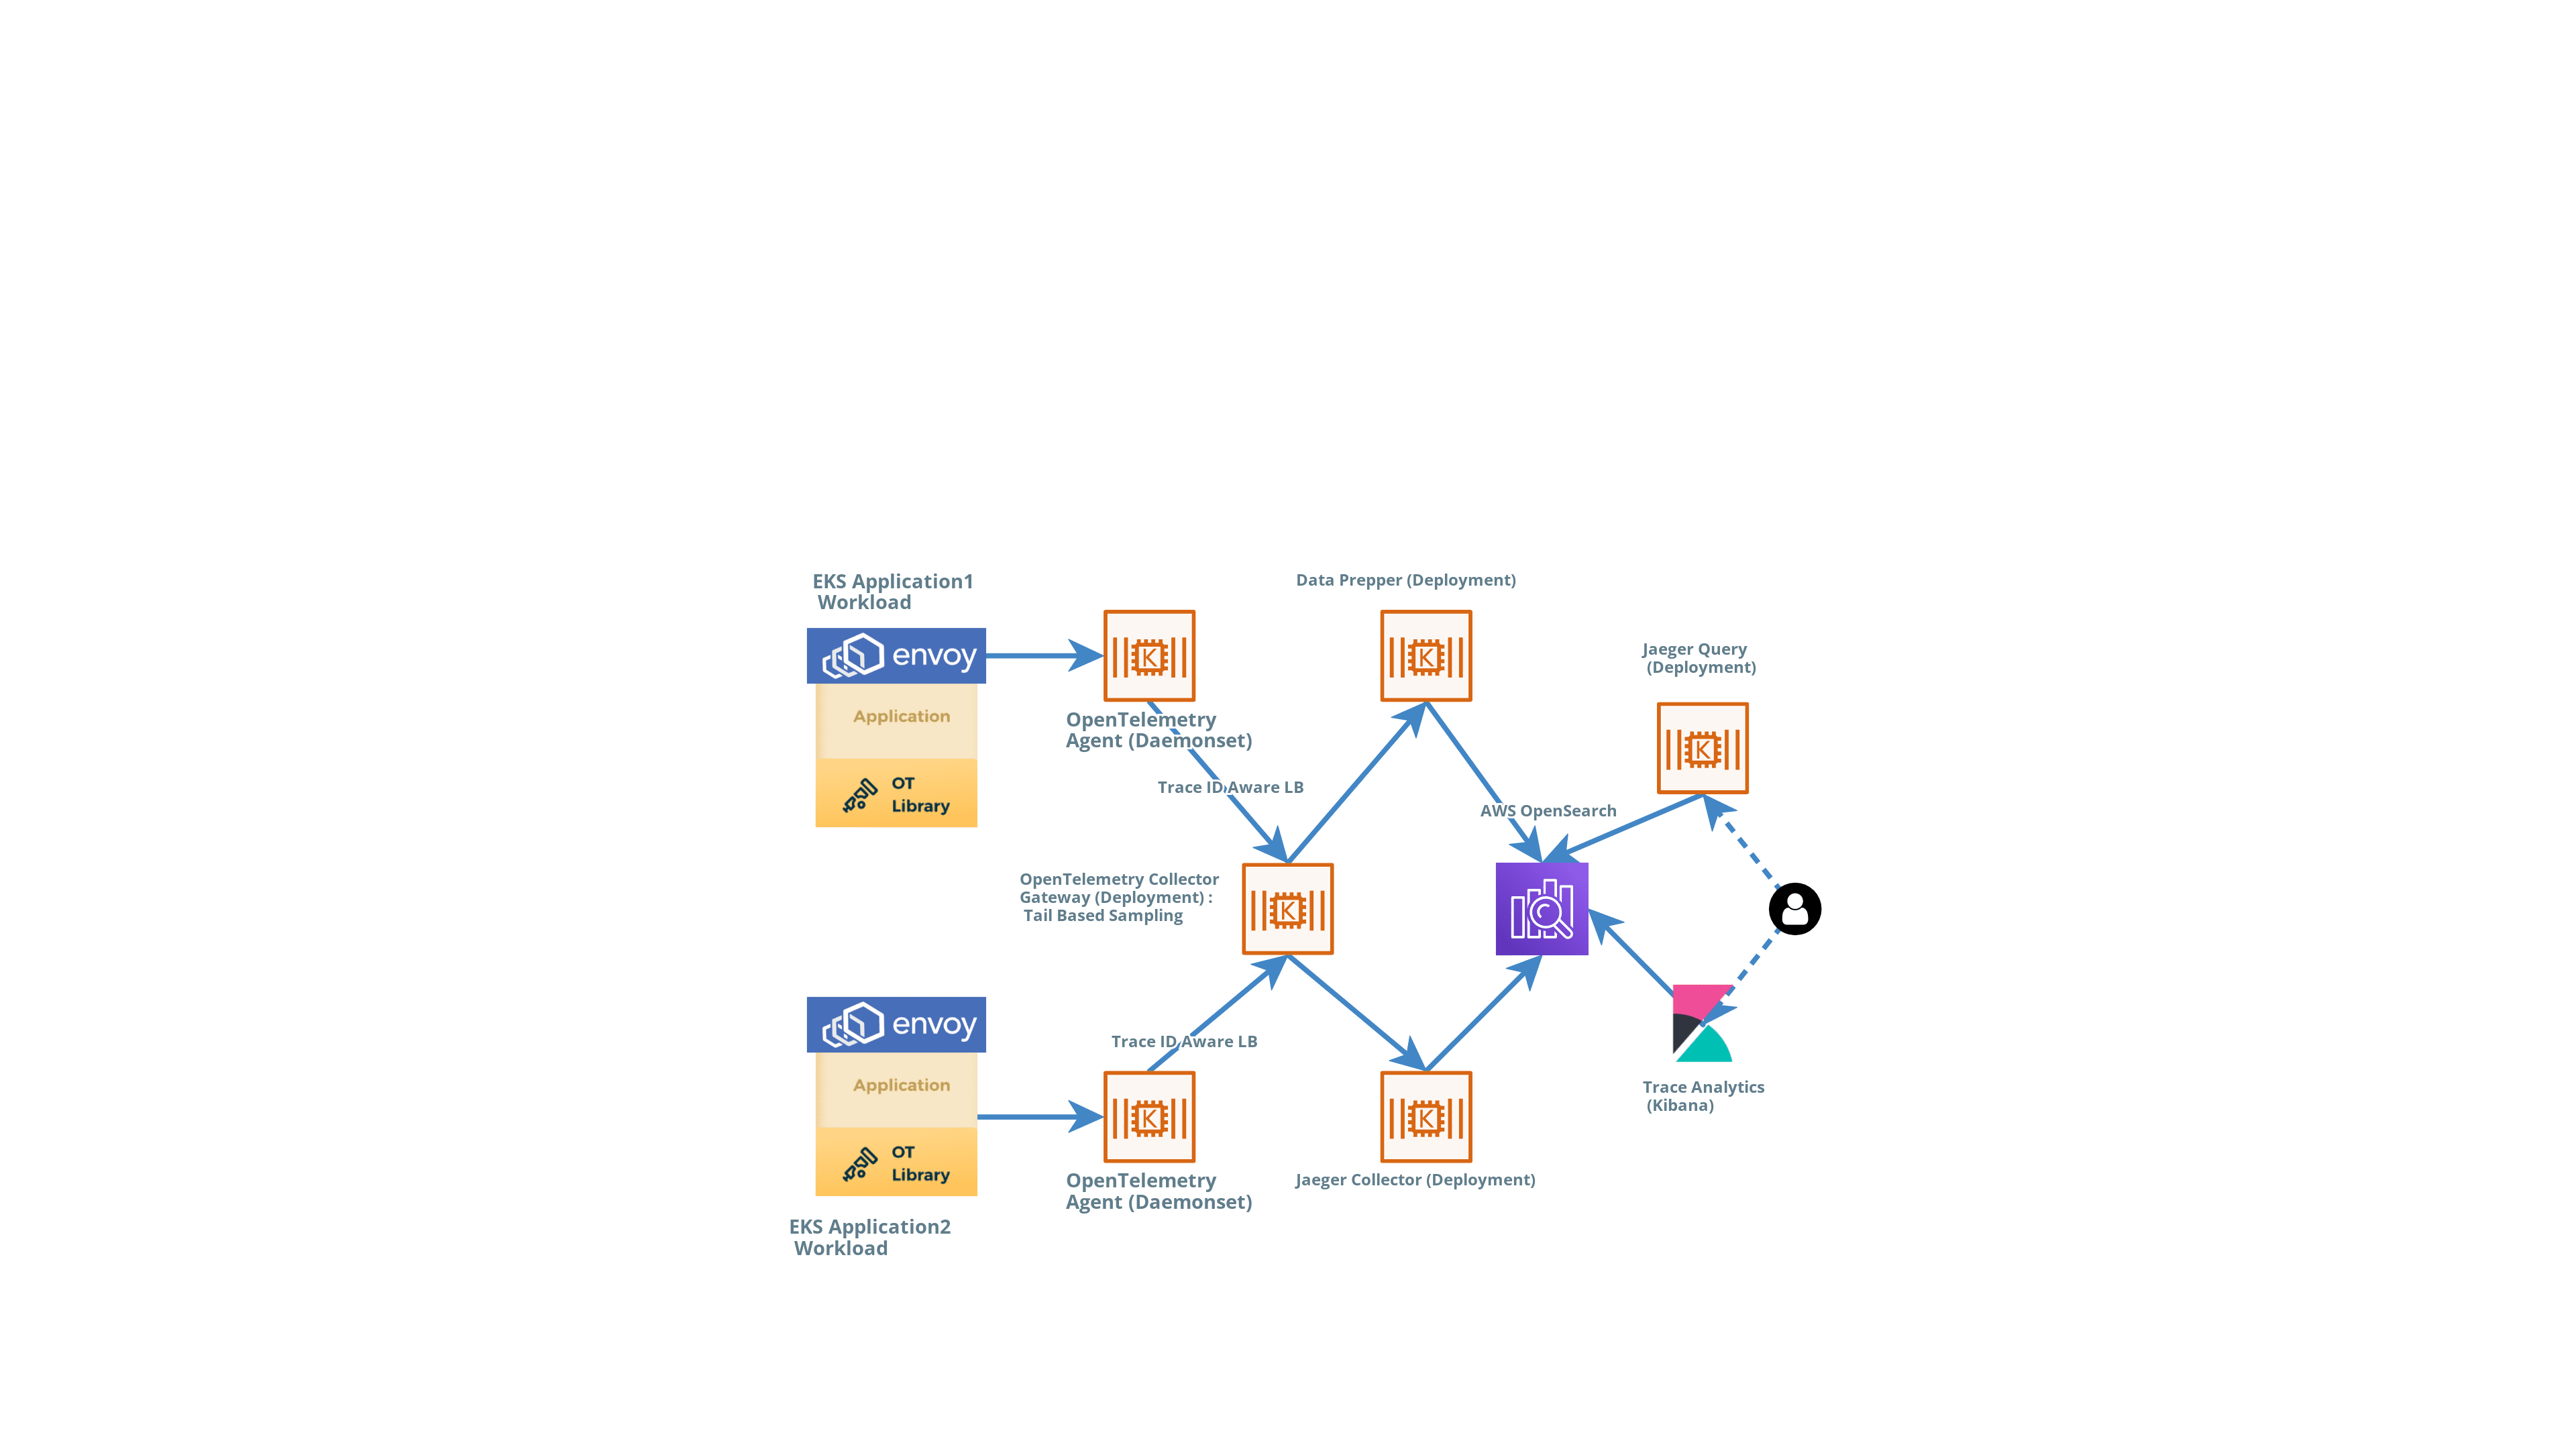 EKS Application1
Workload
envoy
Application
OT
Library
OpenTelemetry
Agent (Daemonset)
Trace ID Aware LB
Data Prepper (Deployment)
Jaeger Query
(Deployment)
AWS OpenSearch
OpenTelemetry Collector
Gateway (Deployment) :
Tail Based Sampling
envoy
Application
OT
Library
EKS Application2
Workload
Trace ID Aware LB
OpenTelemetry
Agent (Daemonset)
Jaeger Collector (Deployment)
Trace Analytics
(Kibana)
K
K
K
K
K
K